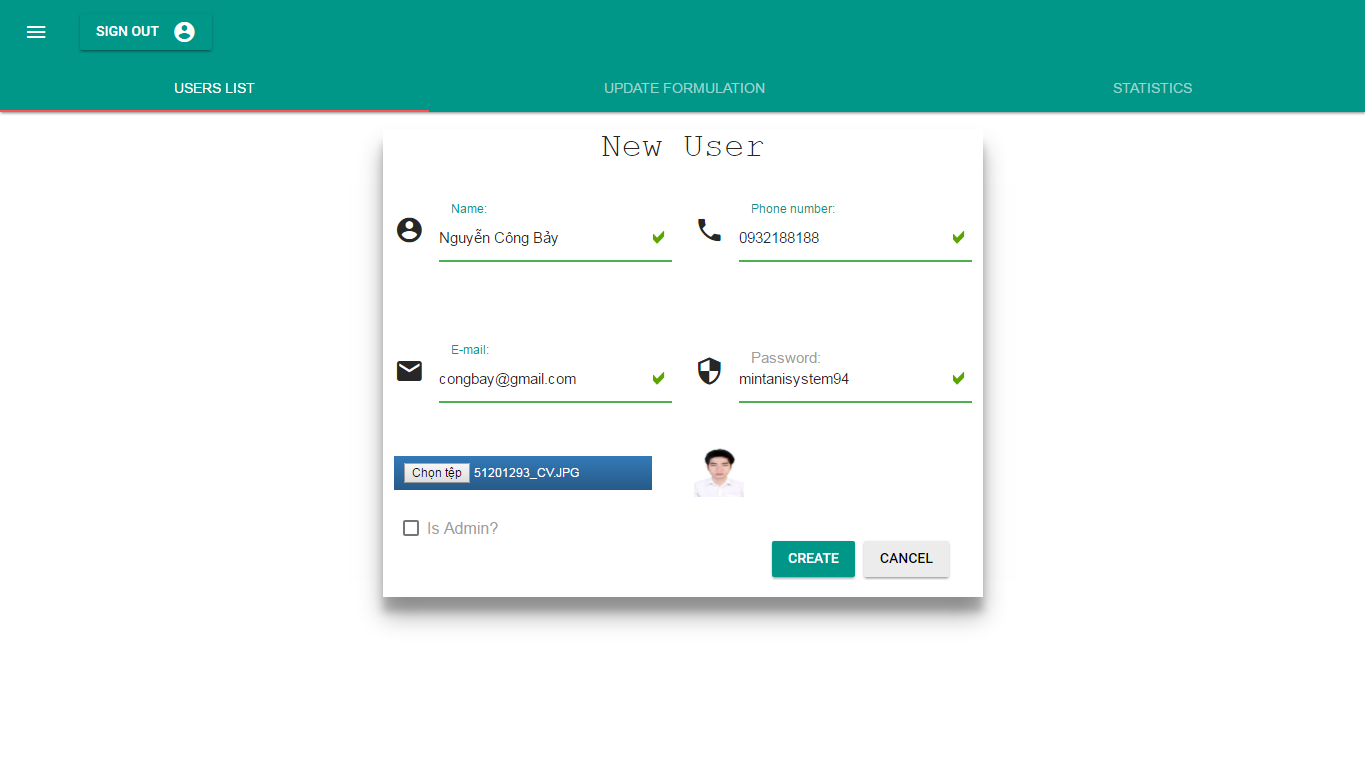 SIGN OUT
USERS LIST
UPDATE FORMULATION
STATISTICS
New User
Name:
Phone number:
Nguyễn Công Bảy
0932188188
E-mail:
Password:
congbay@gmail.com
mintanisystem94
Chọn tệp 51201293_CV.JPG
Is Admin?
CREATE
CANCEL